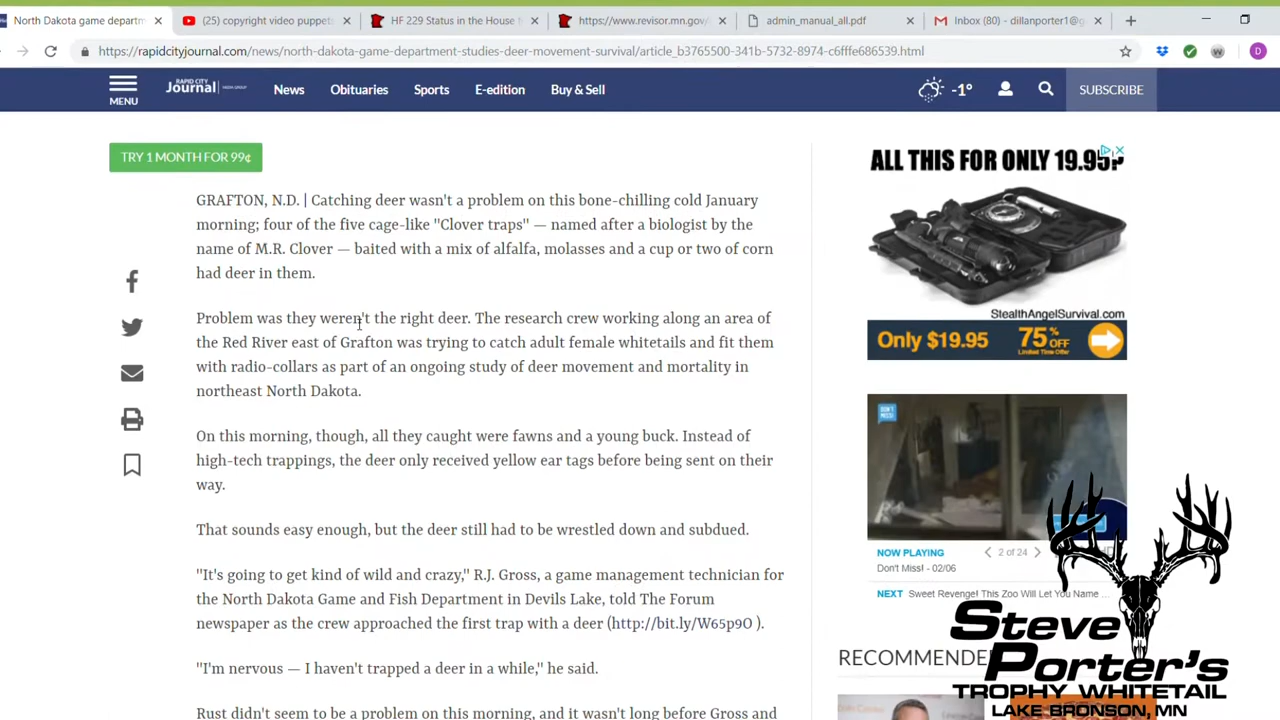 North Dakota game departm
(25) copyright video puppets
HF 229 Status in the House f
https://www.revisor.mn.gov/
admin_manual_all.pdf
Inbox (80) - dillanporter1@g
https://rapidcityjournal.com/news/north-dakota-game-department-studies-deer-movement-survival/article_b3765500-341b-5732-8974-c6fffe686539.html
D
MENU
RAPID CITY
Journal
News
Obituaries
Sports
E-edition
Buy & Sell
-1°
SUBSCRIBE
TRY 1 MONTH FOR 99¢
GRAFTON, N.D. | Catching deer wasn't a problem on this bone-chilling cold January
morning; four of the five cage-like "Clover traps" — named after a biologist by the
name of M.R. Clover — baited with a mix of alfalfa, molasses and a cup or two of corn
had deer in them.
Problem was they weren't the right deer. The research crew working along an area of
the Red River east of Grafton was trying to catch adult female whitetails and fit them
with radio-collars as part of an ongoing study of deer movement and mortality in
northeast North Dakota.
On this morning, though, all they caught were fawns and a young buck. Instead of
high-tech trappings, the deer only received yellow ear tags before being sent on their
way.
That sounds easy enough, but the deer still had to be wrestled down and subdued.
"It's going to get kind of wild and crazy," R.J. Gross, a game management technician for
the North Dakota Game and Fish Department in Devils Lake, told The Forum
newspaper as the crew approached the first trap with a deer (http://bit.ly/W65p9O ).
"I'm nervous — I haven't trapped a deer in a while," he said.
Rust didn't seem to be a problem on this morning, and it wasn't long before Gross and
ALL THIS FOR ONLY 19.95?
StealthAngelSurvival.com
Only $19.95
75% OFF
Limited Time Offer
DON'T MISS!
NOW PLAYING
2 of 24
HD
Don't Miss! - 02/06
NEXT
Sweet Revenge! This Zoo Will Let You Name ...
RECOMMENDE
Steve
Porter's
TROPHY WHITETAIL
LAKE BRONSON, MN